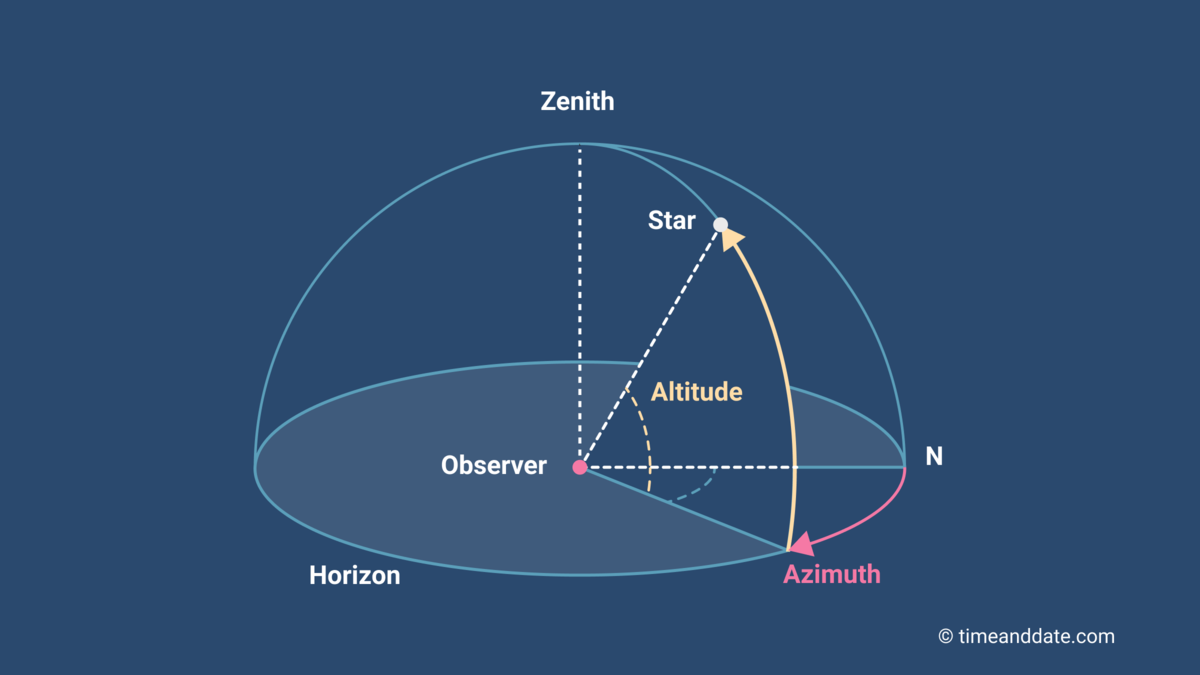 Zenith
Star
Altitude
Observer
N
Horizon
Azimuth
© timeanddate.com